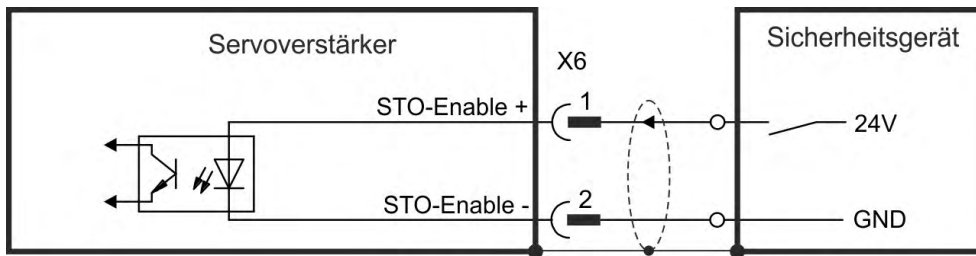 Servoverstärker
Sicherheitsgerät
X6
STO-Enable +
1
24V
STO-Enable -
2
GND